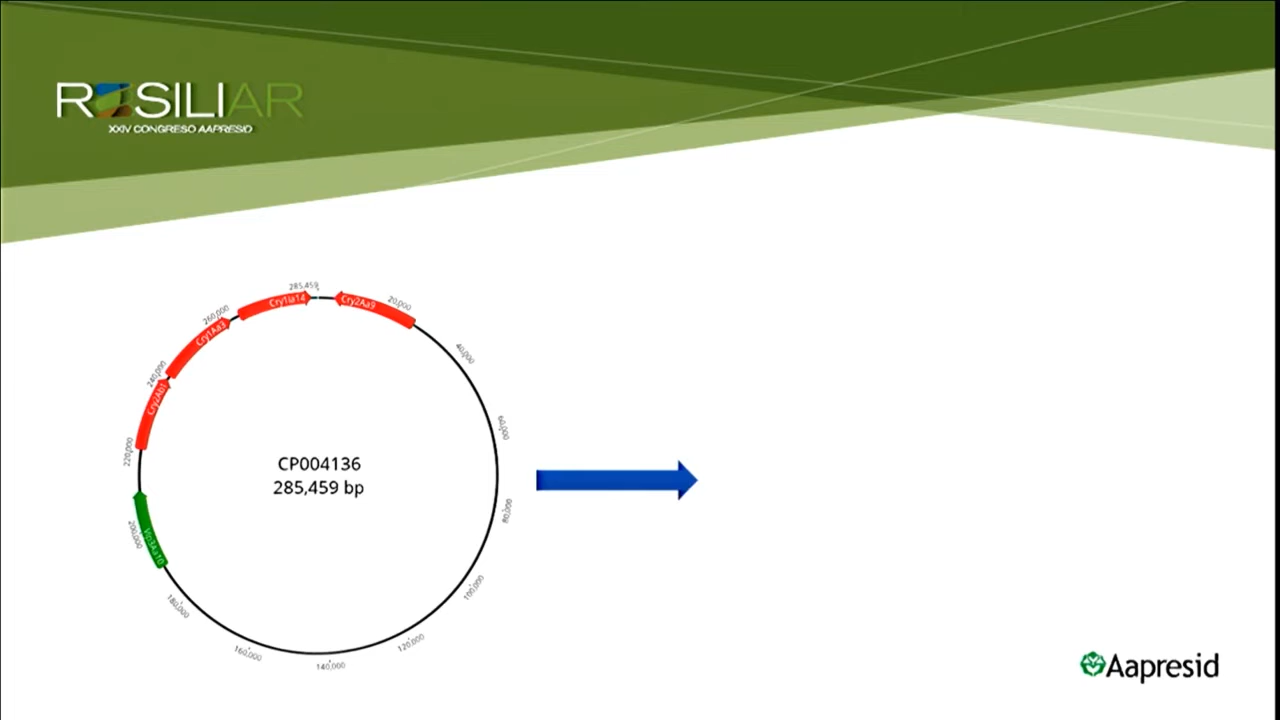 RESILIAR
XXIV CONGRESO AAPRESID
285,459
Cry1Ia14
Cry2Aa9
20,000
260,000
Cry1Aa3
40,000
240,000
Cry2Ab1
60,000
220,000
CP004136
285,459 bp
80,000
200,000
Vip3Aa10
100,000
180,000
120,000
160,000
140,000
Aapresid